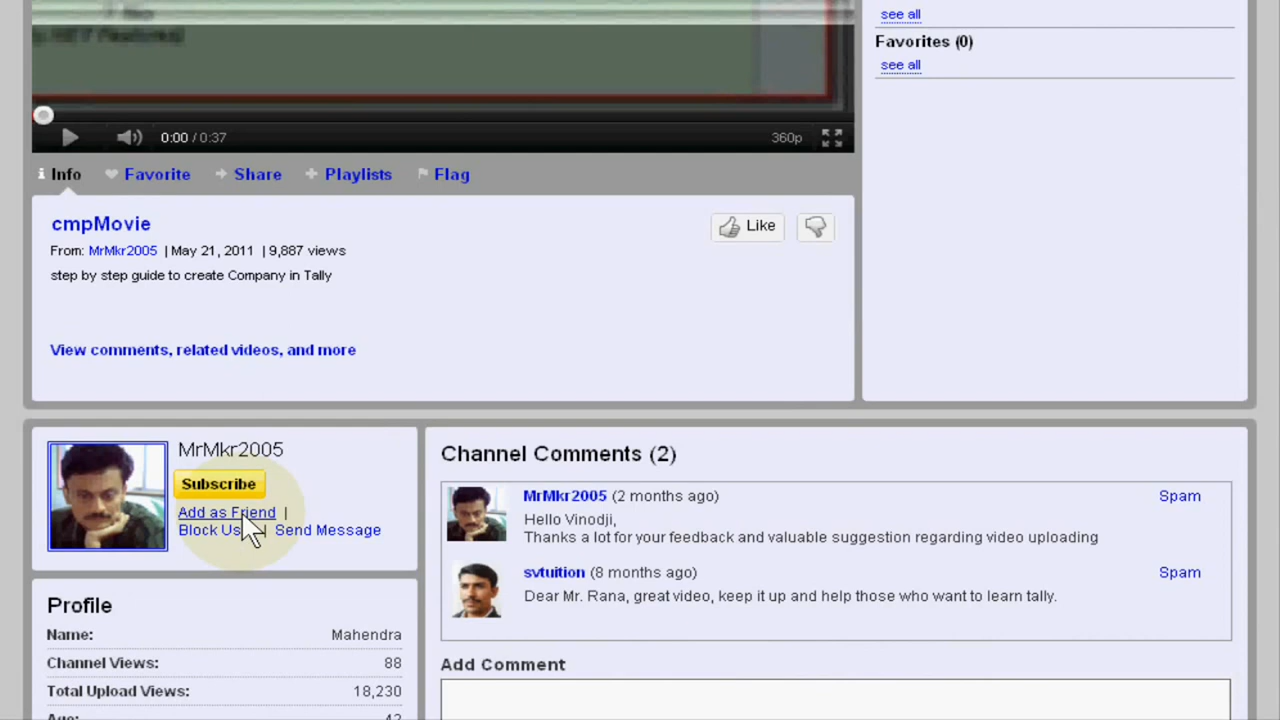 see all
Favorites (0)
see all
0:00 / 0:37
360p
Info Favorite Share Playlists Flag
cmpMovie
Like
From: MrMkr2005 | May 21, 2011 | 9,887 views
step by step guide to create Company in Tally
View comments, related videos, and more
MrMkr2005
Subscribe
Add as Friend |
Block Us | Send Message
Channel Comments (2)
MrMkr2005 (2 months ago) Spam
Hello Vinodji,
Thanks a lot for your feedback and valuable suggestion regarding video uploading
svtuition (8 months ago) Spam
Dear Mr. Rana, great video, keep it up and help those who want to learn tally.
Profile
Name: Mahendra
Channel Views: 88
Total Upload Views: 18,230
Age: 42
Add Comment